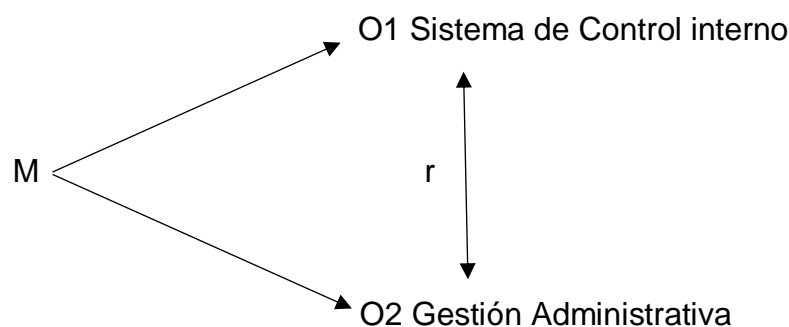 O1 Sistema de Control interno
M
r
O2 Gestión Administrativa